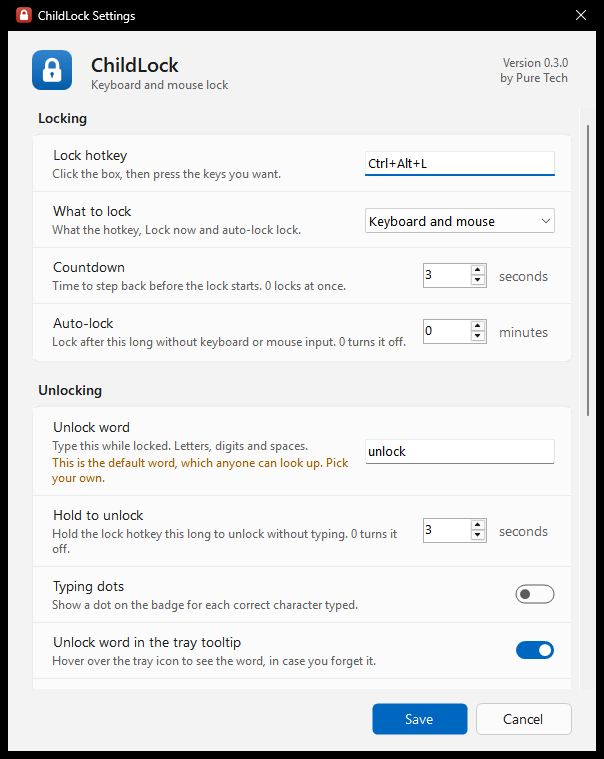 ChildLock Settings
ChildLock
Keyboard and mouse lock
Version 0.3.0
by Pure Tech
Locking
Lock hotkey
Click the box, then press the keys you want.
Ctrl+Alt+L
What to lock
What the hotkey, Lock now and auto-lock lock.
Keyboard and mouse
Countdown
Time to step back before the lock starts. 0 locks at once.
3
seconds
Auto-lock
Lock after this long without keyboard or mouse input. 0 turns it off.
0
minutes
Unlocking
Unlock word
Type this while locked. Letters, digits and spaces.
This is the default word, which anyone can look up. Pick
your own.
unlock
Hold to unlock
Hold the lock hotkey this long to unlock without typing. 0 turns it
off.
3
seconds
Typing dots
Show a dot on the badge for each correct character typed.
Unlock word in the tray tooltip
Hover over the tray icon to see the word, in case you forget it.
Save
Cancel